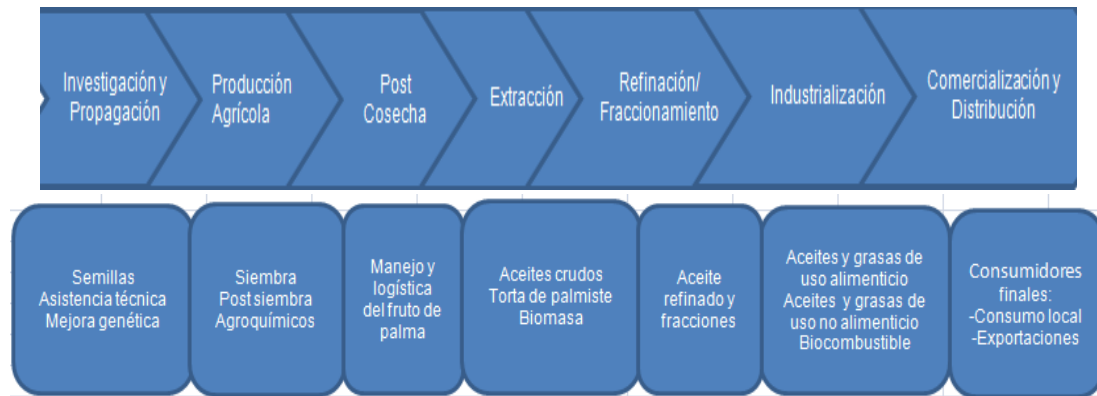 Investigación y
Propagación
Producción
Agrícola
Post
Cosecha
Extracción
Refinación/
Fraccionamiento
Industrialización
Comercialización y
Distribución
Semillas
Asistencia técnica
Mejora genética
Siembra
Post siembra
Agroquímicos
Manejo y
logística
del fruto de
palma
Aceites crudos
Torta de palmiste
Biomasa
Aceite
refinado y
fracciones
Aceites y grasas de
uso alimenticio
Aceites y grasas de
uso no alimenticio
Biocombustible
Consumidores
finales:
-Consumo local
-Exportaciones